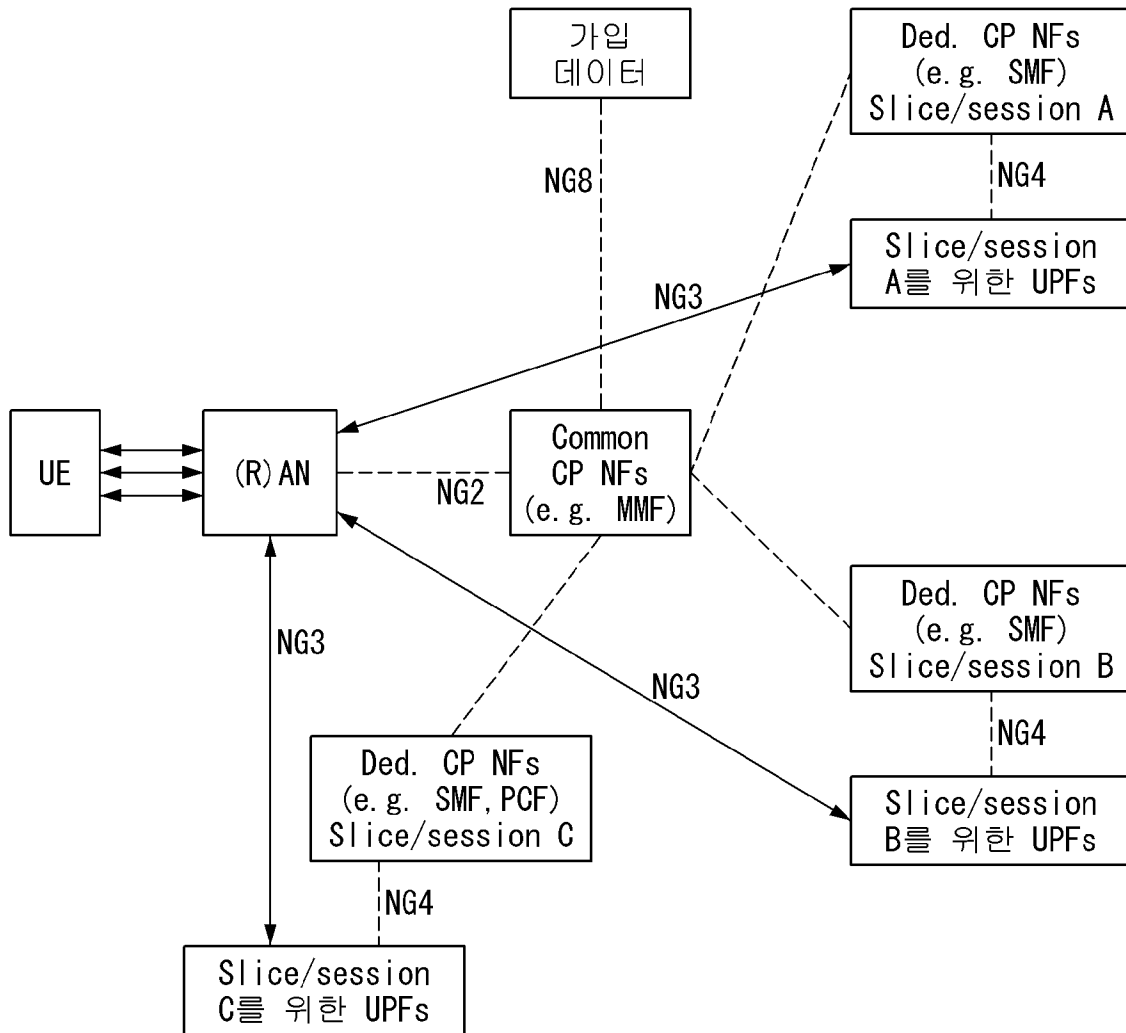 가입
데이터
Ded. CP NFs
(e.g. SMF)
Slice/session A
NG8
NG4
Slice/session
A를 위한 UPFs
NG3
UE
(R)AN
NG2
Common
CP NFs
(e.g. MMF)
Ded. CP NFs
(e.g. SMF)
Slice/session B
NG3
NG3
NG4
Ded. CP NFs
(e.g. SMF,PCF)
Slice/session C
Slice/session
B를 위한 UPFs
NG4
Slice/session
C를 위한 UPFs